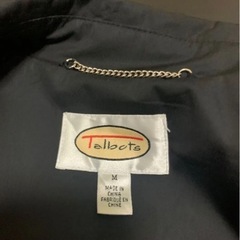 Talbots
M
MADE IN
CHINA
FABRIQUÉ EN
CHINE